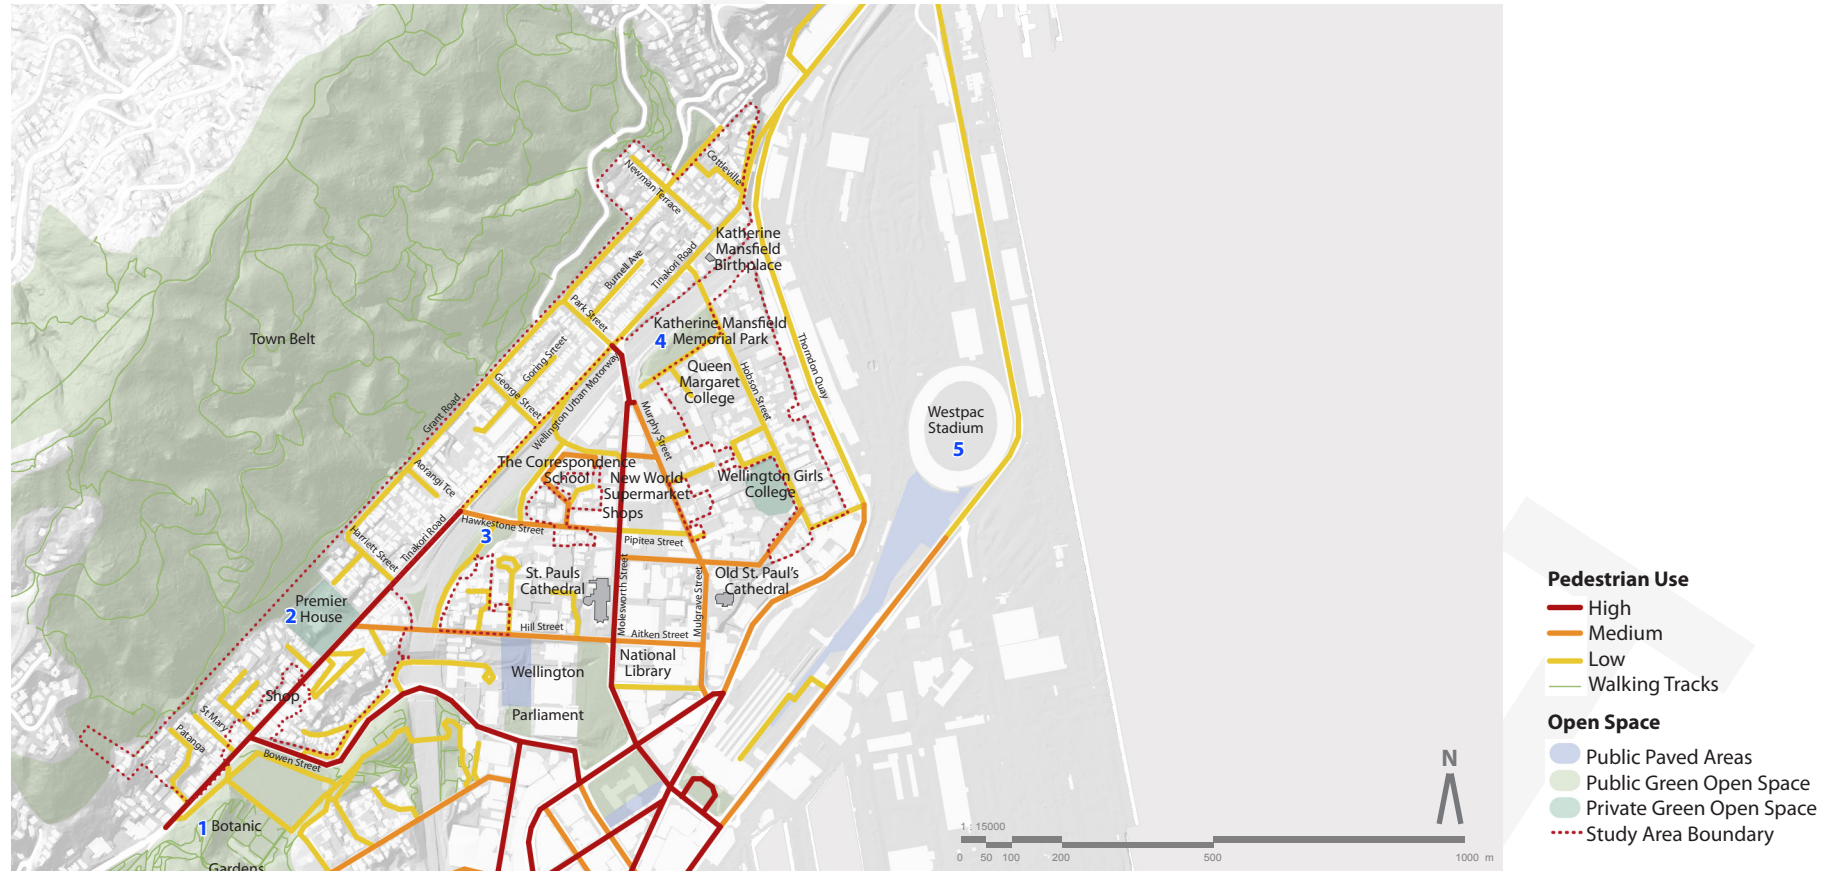 Cottleville
Newman Terrace
Katherine
Mansfield
Birthplace
Burnell Ave
Tinakori Road
Park Street
Town Belt
4
Katherine Mansfield
Memorial Park
Goring Srteet
Thorndon Quay
Wellington Urban Motorway
Queen
Margaret
College
Hobson Street
George Street
Grant Road
Murphy Street
Westpac
Stadium
5
The Correspondence
School
New World
Supermarket
Shops
Wellington Girls
College
Aorangi Tce
Tinakori Road
Hawkestone Street
3
Pipitea Street
Harriett Street
St. Pauls
Cathedral
Molesworth Street
Mulgrave Street
Old St. Paul's
Cathedral
Premier
2 House
Hill Street
Aitken Street
National
Library
Wellington
Parliament
Shop
St Mary
Patanga
Bowen Street
1 Botanic
Gardens
N
1 : 15000
0 50 100 200 500 1000 m
Pedestrian Use
High
Medium
Low
Walking Tracks
Open Space
Public Paved Areas
Public Green Open Space
Private Green Open Space
Study Area Boundary